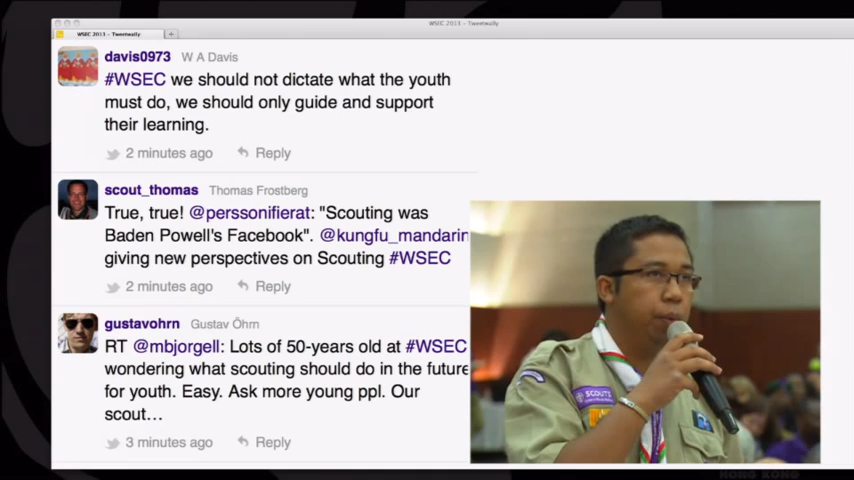 WSEC 2013 – Tweetwally
WSEC 2013 – Tweetwally
davis0973 W A Davis
#WSEC we should not dictate what the youth
must do, we should only guide and support
their learning.
2 minutes ago Reply
scout_thomas Thomas Frostberg
True, true! @perssonifierat: "Scouting was
Baden Powell's Facebook". @kungfu_mandarin
giving new perspectives on Scouting #WSEC
2 minutes ago Reply
gustavohrn Gustav Öhrn
RT @mbjorgell: Lots of 50-years old at #WSEC
wondering what scouting should do in the future
for youth. Easy. Ask more young ppl. Our
scout…
3 minutes ago Reply
SCOUTS
HONG KONG